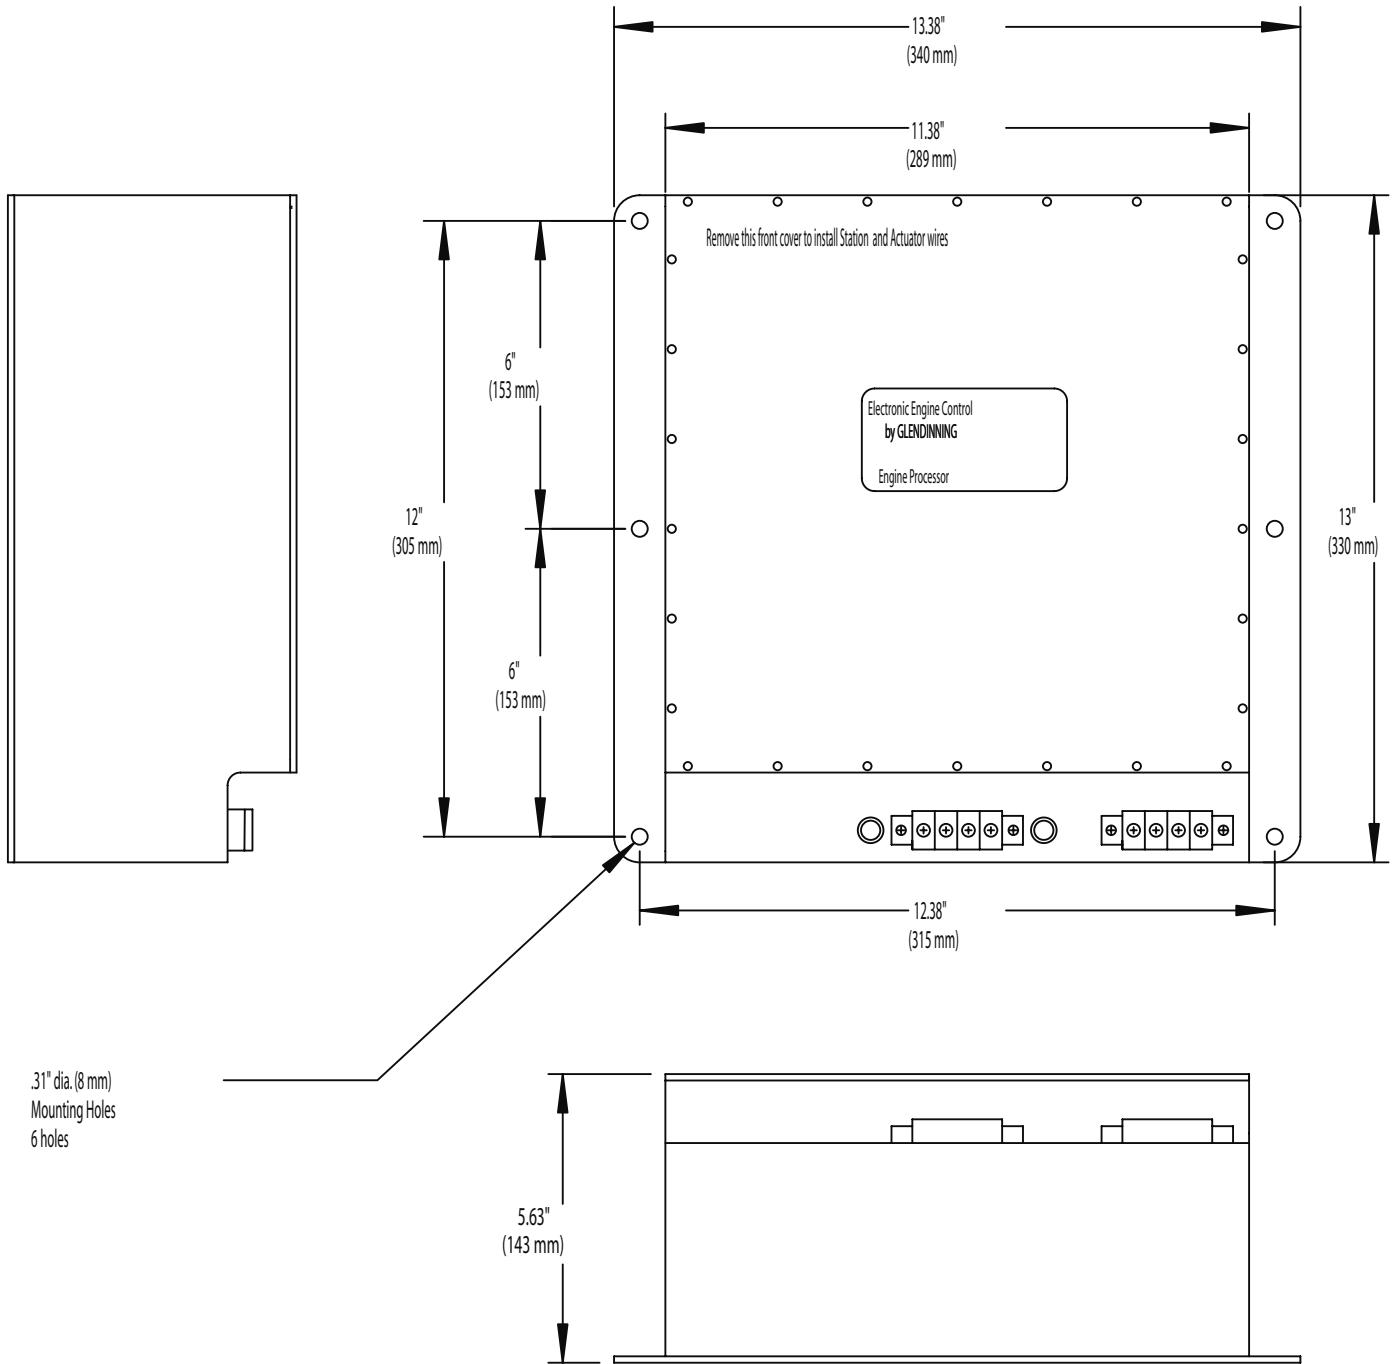 13.38"
(340 mm)
11.38"
(289 mm)
Remove this front cover to install Station and Actuator wires
6"
(153 mm)
Electronic Engine Control
by GLENDINNING
Engine Processor
12"
(305 mm)
13"
(330 mm)
6"
(153 mm)
12.38"
(315 mm)
.31" dia. (8 mm)
Mounting Holes
6 holes
5.63"
(143 mm)